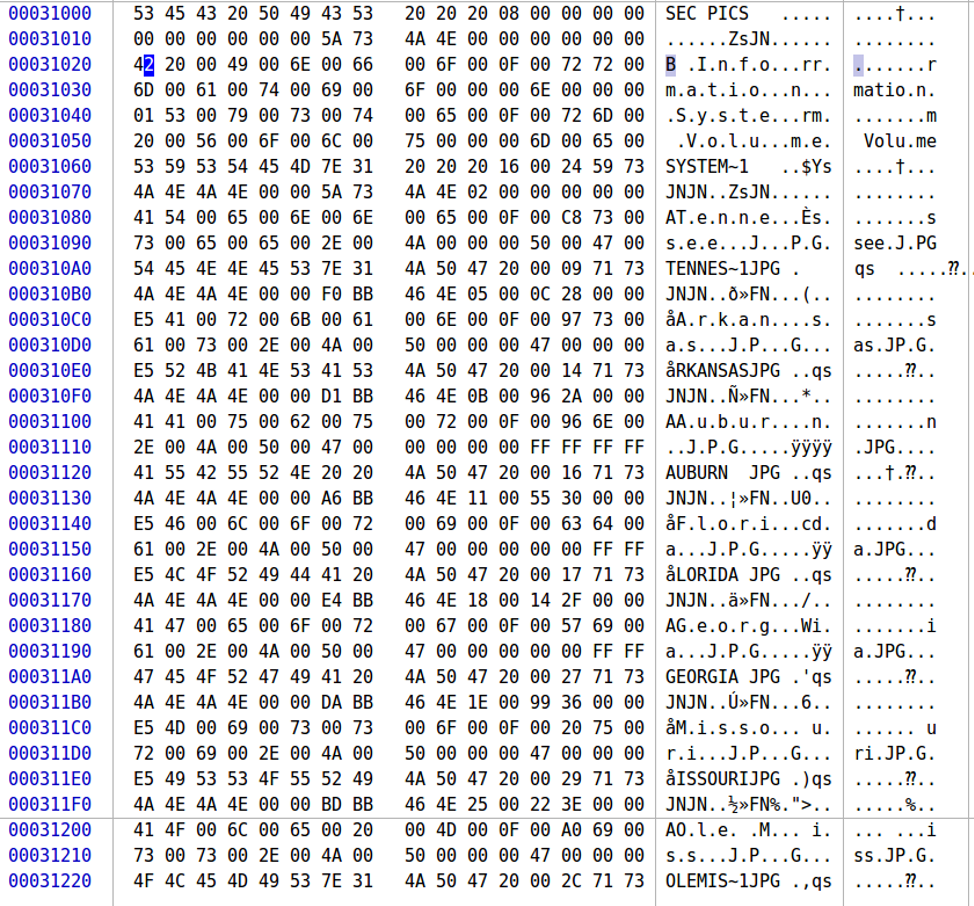 00031000 53 45 43 20 50 49 43 53 20 20 20 08 00 00 00 00 SEC PICS ..... ....†...
00031010 00 00 00 00 00 00 5A 73 4A 4E 00 00 00 00 00 00 ......ZsJN...... ........
00031020 42 20 00 49 00 6E 00 66 00 6F 00 0F 00 72 72 00 B .I.n.f.o...rr. .......r
00031030 6D 00 61 00 74 00 69 00 6F 00 00 00 6E 00 00 00 m.a.t.i.o...n... matio.n.
00031040 01 53 00 79 00 73 00 74 00 65 00 0F 00 72 6D 00 .S.y.s.t.e...rm. .......m
00031050 20 00 56 00 6F 00 6C 00 75 00 00 00 6D 00 65 00 .V.o.l.u...m.e. Volu.me
00031060 53 59 53 54 45 4D 7E 31 20 20 20 16 00 24 59 73 SYSTEM~1 ..$Ys ....†...
00031070 4A 4E 4A 4E 00 00 5A 73 4A 4E 02 00 00 00 00 00 JNJN..ZsJN...... ........
00031080 41 54 00 65 00 6E 00 6E 00 65 00 0F 00 C8 73 00 AT.e.n.n.e...Ès. .......s
00031090 73 00 65 00 65 00 2E 00 4A 00 00 00 50 00 47 00 s.e.e...J...P.G. see.J.PG
000310A0 54 45 4E 4E 45 53 7E 31 4A 50 47 20 00 09 71 73 TENNES~1JPG . qs .....⁇..
000310B0 4A 4E 4A 4E 00 00 F0 BB 46 4E 05 00 0C 28 00 00 JNJN..ð»FN...(.. ........
000310C0 E5 41 00 72 00 6B 00 61 00 6E 00 0F 00 97 73 00 åA.r.k.a.n....s. .......s
000310D0 61 00 73 00 2E 00 4A 00 50 00 00 00 47 00 00 00 a.s...J.P...G... as.JP.G.
000310E0 E5 52 4B 41 4E 53 41 53 4A 50 47 20 00 14 71 73 åRKANSASJPG ..qs .....⁇..
000310F0 4A 4E 4A 4E 00 00 D1 BB 46 4E 0B 00 96 2A 00 00 JNJN..Ñ»FN...*.. ........
00031100 41 41 00 75 00 62 00 75 00 72 00 0F 00 96 6E 00 AA.u.b.u.r....n. .......n
00031110 2E 00 4A 00 50 00 47 00 00 00 00 00 FF FF FF FF ..J.P.G.....ÿÿÿÿ .JPG....
00031120 41 55 42 55 52 4E 20 20 4A 50 47 20 00 16 71 73 AUBURN JPG ..qs ...†.⁇..
00031130 4A 4E 4A 4E 00 00 A6 BB 46 4E 11 00 55 30 00 00 JNJN..¦»FN..U0.. ........
00031140 E5 46 00 6C 00 6F 00 72 00 69 00 0F 00 63 64 00 åF.l.o.r.i...cd. .......d
00031150 61 00 2E 00 4A 00 50 00 47 00 00 00 00 00 FF FF a...J.P.G.....ÿÿ a.JPG...
00031160 E5 4C 4F 52 49 44 41 20 4A 50 47 20 00 17 71 73 åLORIDA JPG ..qs .....⁇..
00031170 4A 4E 4A 4E 00 00 E4 BB 46 4E 18 00 14 2F 00 00 JNJN..ä»FN.../.. ........
00031180 41 47 00 65 00 6F 00 72 00 67 00 0F 00 57 69 00 AG.e.o.r.g...Wi. .......i
00031190 61 00 2E 00 4A 00 50 00 47 00 00 00 00 00 FF FF a...J.P.G.....ÿÿ a.JPG...
000311A0 47 45 4F 52 47 49 41 20 4A 50 47 20 00 27 71 73 GEORGIA JPG .'qs .....⁇..
000311B0 4A 4E 4A 4E 00 00 DA BB 46 4E 1E 00 99 36 00 00 JNJN..Ú»FN...6.. ........
000311C0 E5 4D 00 69 00 73 00 73 00 6F 00 0F 00 20 75 00 åM.i.s.s.o... u. ...... u
000311D0 72 00 69 00 2E 00 4A 00 50 00 00 00 47 00 00 00 r.i...J.P...G... ri.JP.G.
000311E0 E5 49 53 53 4F 55 52 49 4A 50 47 20 00 29 71 73 åISSOURIJPG .)qs .....⁇..
000311F0 4A 4E 4A 4E 00 00 BD BB 46 4E 25 00 22 3E 00 00 JNJN..½»FN%.">.. .....%..
00031200 41 4F 00 6C 00 65 00 20 00 4D 00 0F 00 A0 69 00 AO.l.e. .M... i. ... ...i
00031210 73 00 73 00 2E 00 4A 00 50 00 00 00 47 00 00 00 s.s...J.P...G... ss.JP.G.
00031220 4F 4C 45 4D 49 53 7E 31 4A 50 47 20 00 2C 71 73 OLEMIS~1JPG .,qs .....⁇..